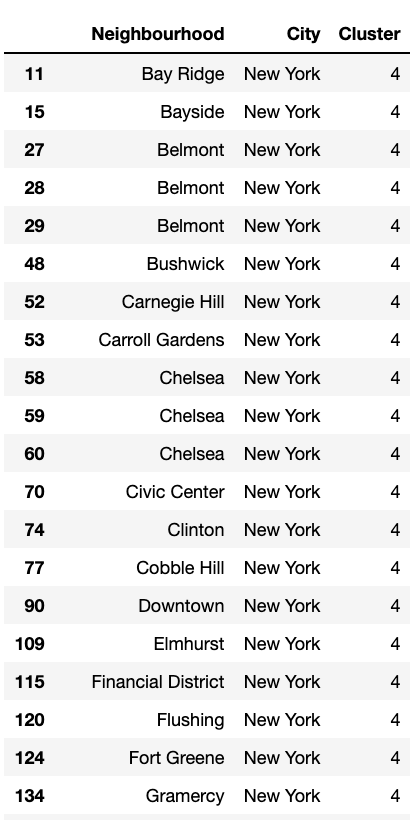 Neighbourhood City Cluster
11 Bay Ridge New York 4
15 Bayside New York 4
27 Belmont New York 4
28 Belmont New York 4
29 Belmont New York 4
48 Bushwick New York 4
52 Carnegie Hill New York 4
53 Carroll Gardens New York 4
58 Chelsea New York 4
59 Chelsea New York 4
60 Chelsea New York 4
70 Civic Center New York 4
74 Clinton New York 4
77 Cobble Hill New York 4
90 Downtown New York 4
109 Elmhurst New York 4
115 Financial District New York 4
120 Flushing New York 4
124 Fort Greene New York 4
134 Gramercy New York 4